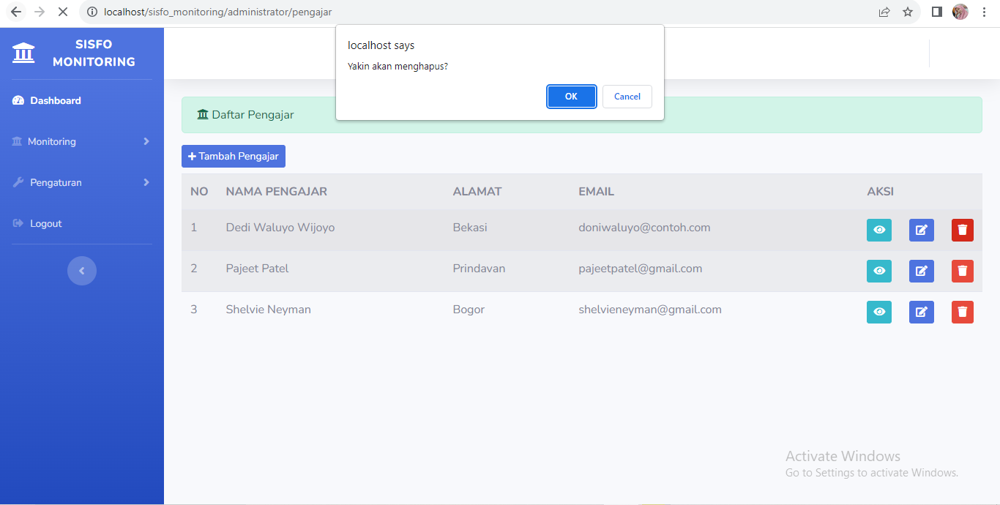 localhost/sisfo_monitoring/administrator/pengajar
SISFO
MONITORING
Dashboard
Monitoring
Pengaturan
Logout
localhost says
Yakin akan menghapus?
OK Cancel
Daftar Pengajar
Tambah Pengajar
NO NAMA PENGAJAR ALAMAT EMAIL AKSI
1 Dedi Waluyo Wijoyo Bekasi doniwaluyo@contoh.com
2 Pajeet Patel Prindavan pajeetpatel@gmail.com
3 Shelvie Neyman Bogor shelvieneyman@gmail.com
Activate Windows
Go to Settings to activate Windows.